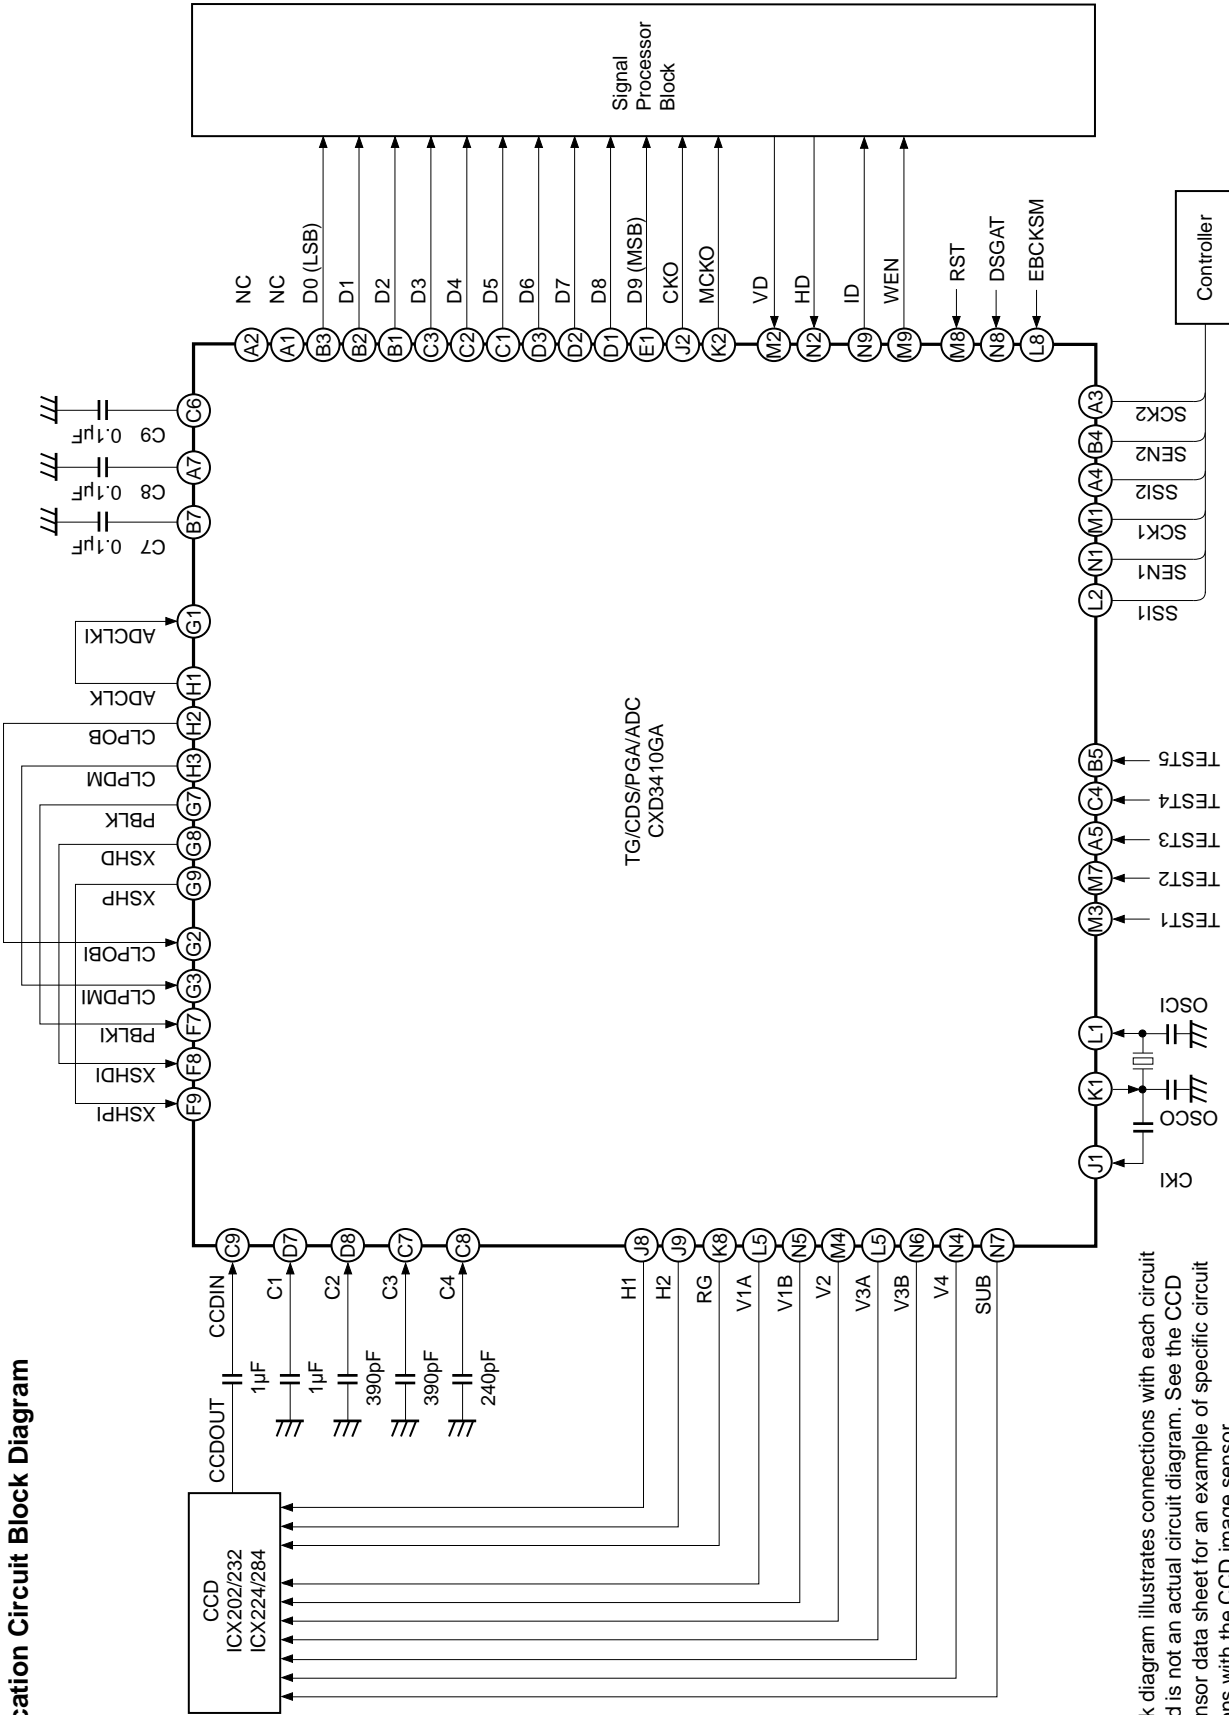 cation Circuit Block Diagram
CCD
ICX202/232
ICX224/284
CCDOUT
1µF
CCDIN
C9
1µF
C1
D7
390pF
C2
D8
390pF
C3
C7
240pF
C4
C8
H1
J8
H2
J9
RG
K8
V1A
L5
V1B
N5
V2
M4
V3A
L5
V3B
N6
V4
N4
SUB
N7
XSHPI
F9
XSHDI
F8
PBLKI
F7
CLPDMI
G3
CLPOBI
G2
XSHP
G9
XSHD
G8
PBLK
G7
CLPDM
H3
CLPOB
H2
ADCLK
H1
ADCLKI
G1
C7
0.1µF
B7
C8
0.1µF
A7
C9
0.1µF
C6
TG/CDS/PGA/ADC
CXD3410GA
A2
NC
A1
NC
B3
D0 (LSB)
B2
D1
B1
D2
C3
D3
C2
D4
C1
D5
D3
D6
D2
D7
D1
D8
E1
D9 (MSB)
J2
CKO
K2
MCKO
M2
VD
N2
HD
N9
ID
M9
WEN
M8
RST
N8
DSGAT
L8
EBCKSM
Signal
Processor
Block
J1
CKI
K1
OSCO
L1
OSCI
M3
TEST1
M7
TEST2
A5
TEST3
C4
TEST4
B5
TEST5
L2
SSI1
N1
SEN1
M1
SCK1
A4
SSI2
B4
SEN2
A3
SCK2
Controller
k diagram illustrates connections with each circuit
d is not an actual circuit diagram. See the CCD
nsor data sheet for an example of specific circuit
ns with the CCD image sensor